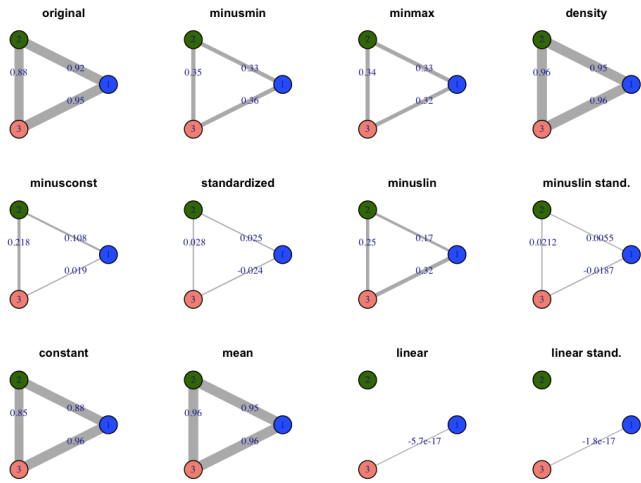 original minusmin minmax density
2 2 2 2
0.92 0.33 0.33 0.95
0.88 0.35 0.34 0.96
1 1 1 1
0.95 0.36 0.32 0.96
3 3 3 3
minusconst standardized minuslin minuslin stand.
2 2 2 2
0.108 0.025 0.17 0.0055
0.218 0.028 0.25 0.0212
1 1 1 1
0.019 -0.024 0.32 -0.0187
3 3 3 3
constant mean linear linear stand.
2 2 2 2
0.88 0.95
0.85 0.96
1 1 1 1
0.96 0.96 -5.7e-17 -1.8e-17
3 3 3 3